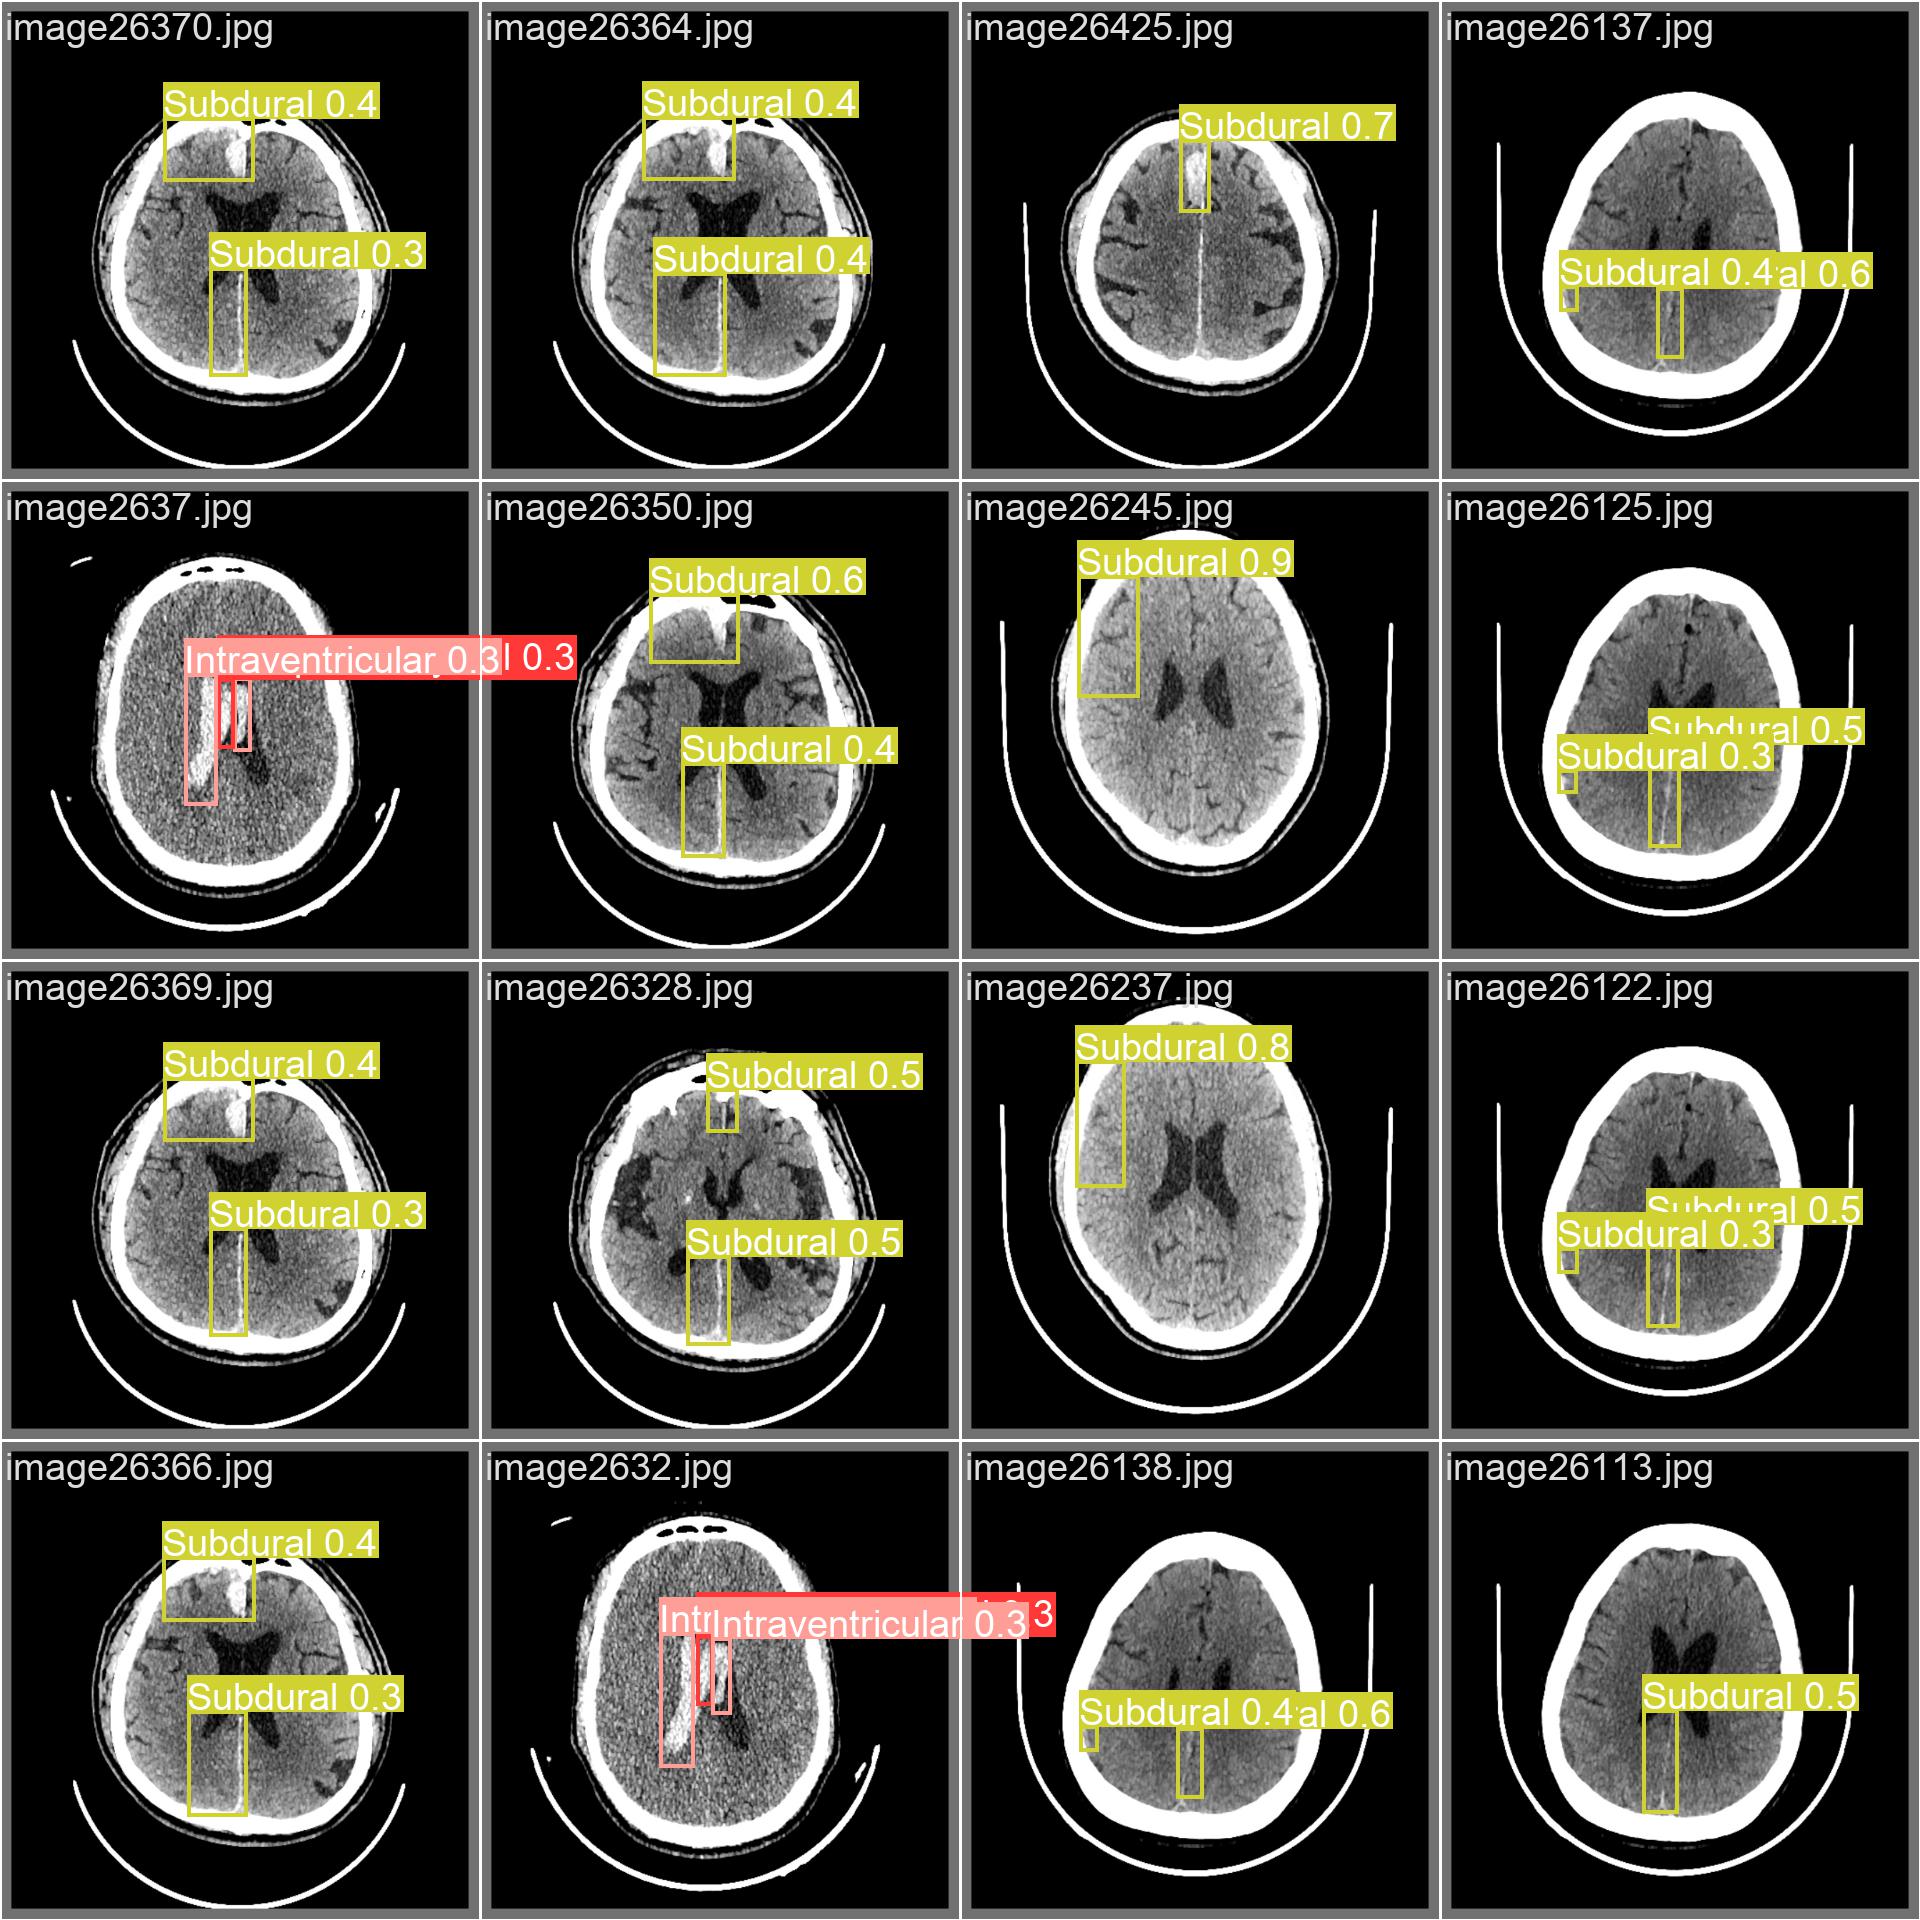 image26370.jpg
Subdural 0.4
Subdural 0.3
image26364.jpg
Subdural 0.4
Subdural 0.4
image26425.jpg
Subdural 0.7
image26137.jpg
Subdural 0.4
al 0.6
image2637.jpg
Intraventricular 0.3
l 0.3
image26350.jpg
Subdural 0.6
Subdural 0.4
image26245.jpg
Subdural 0.9
image26125.jpg
Subdural 0.5
Subdural 0.3
image26369.jpg
Subdural 0.4
Subdural 0.3
image26328.jpg
Subdural 0.5
Subdural 0.5
image26237.jpg
Subdural 0.8
image26122.jpg
Subdural 0.5
Subdural 0.3
image26366.jpg
Subdural 0.4
Subdural 0.3
image2632.jpg
Intr
Intraventricular 0.3
3
image26138.jpg
Subdural 0.4
al 0.6
image26113.jpg
Subdural 0.5